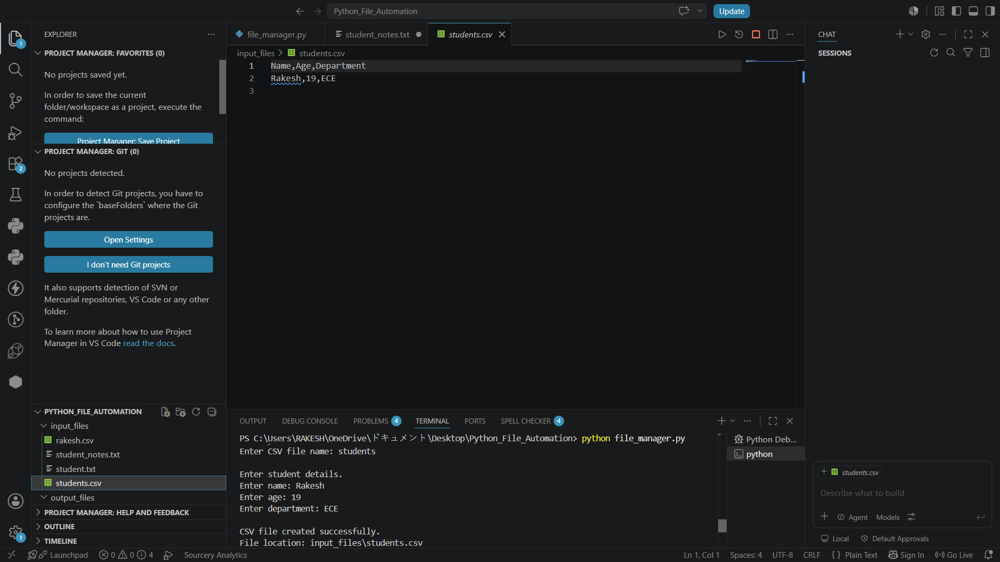 Python_File_Automation
Update
EXPLORER
PROJECT MANAGER: FAVORITES (0)
No projects saved yet.
In order to save the current
folder/workspace as a project, execute the
command:
Project Manager: Save Project
PROJECT MANAGER: GIT (0)
No projects detected.
In order to detect Git projects, you have to
configure the `baseFolders` where the Git
projects are.
Open Settings
I don't need Git projects
It also supports detection of SVN or
Mercurial repositories, VS Code or any other
folder.
To learn more about how to use Project
Manager in VS Code read the docs.
PYTHON_FILE_AUTOMATION
input_files
rakesh.csv
student_notes.txt
student.txt
students.csv
output_files
PROJECT MANAGER: HELP AND FEEDBACK
OUTLINE
TIMELINE
1
2
1
file_manager.py
student_notes.txt
students.csv
input_files > students.csv
1 Name,Age,Department
2 Rakesh,19,ECE
3
OUTPUT
DEBUG CONSOLE
PROBLEMS 4
TERMINAL
PORTS
SPELL CHECKER 4
PS C:\Users\RAKESH\OneDrive\ドキュメント\Desktop\Python_File_Automation> python file_manager.py
Enter CSV file name: students
Enter student details.
Enter name: Rakesh
Enter age: 19
Enter department: ECE
CSV file created successfully.
File location: input_files\students.csv
Python Deb...
python
CHAT
SESSIONS
students.csv
Describe what to build
Agent
Models
Local
Default Approvals
Launchpad
0 0 4
Sourcery Analytics
Ln 1, Col 1
Spaces: 4
UTF-8
CRLF
{ } Plain Text
Sign In
Go Live